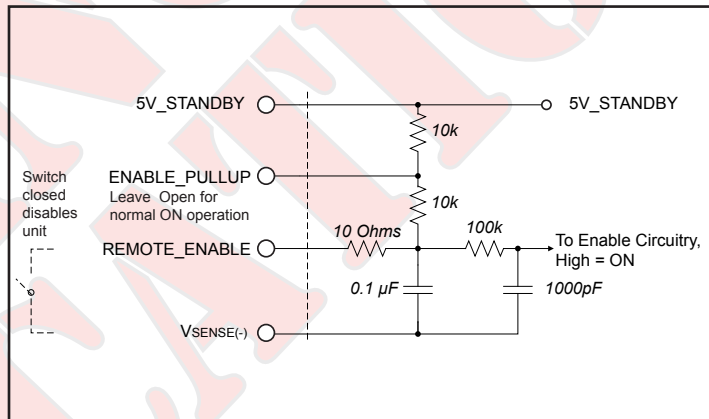 5V_STANDBY
5V_STANDBY
10k
ENABLE_PULLUP
Leave Open for
normal ON operation
Switch
closed
disables
unit
10k
REMOTE_ENABLE
10 Ohms
100k
To Enable Circuitry,
High = ON
0.1 µF
1000pF
VSENSE(-)